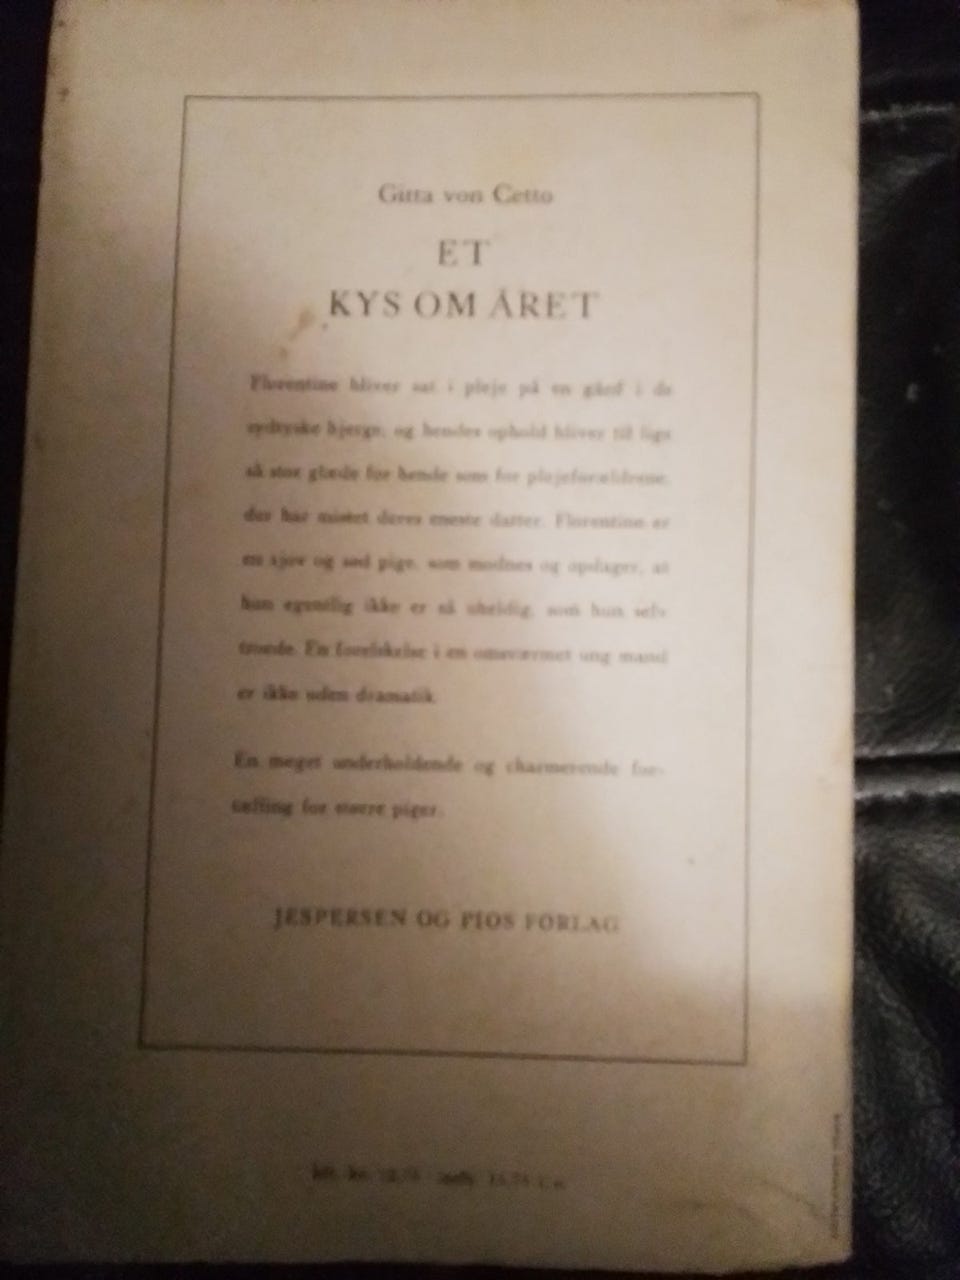 Gitta von Cetto
ET
KYS OM ÅRET
Florentine bliver sat i pleje på en gård i de
sydtyske bjerge, og hendes ophold bliver til lige
så stor glæde for hende som for plejeforældrene,
der har mistet deres eneste datter. Florentine er
en sjov og sød pige, som modnes og opdager, at
hun egentlig ikke er så uheldig, som hun selv
troede. En forelskelse i en omsværmet ung mand
er ikke uden dramatik.
En meget underholdende og charmerende for-
tælling for større piger.
JESPERSEN OG PIOS FORLAG